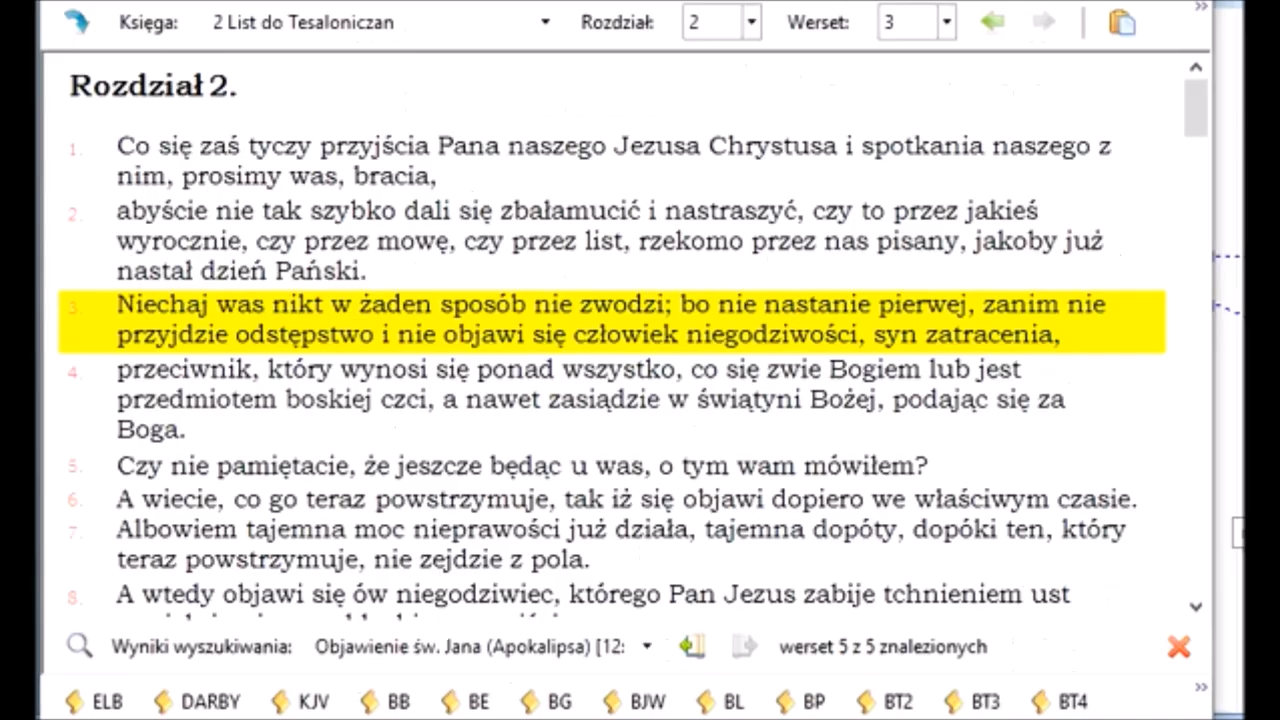 Księga: 2 List do Tesaloniczan Rozdział: 2 Werset: 3
Rozdział 2.
1. Co się zaś tyczy przyjścia Pana naszego Jezusa Chrystusa i spotkania naszego z
nim, prosimy was, bracia,
2. abyście nie tak szybko dali się zbałamucić i nastraszyć, czy to przez jakieś
wyrocznie, czy przez mowę, czy przez list, rzekomo przez nas pisany, jakoby już
nastał dzień Pański.
3. Niechaj was nikt w żaden sposób nie zwodzi; bo nie nastanie pierwej, zanim nie
przyjdzie odstępstwo i nie objawi się człowiek niegodziwości, syn zatracenia,
4. przeciwnik, który wynosi się ponad wszystko, co się zwie Bogiem lub jest
przedmiotem boskiej czci, a nawet zasiądzie w świątyni Bożej, podając się za
Boga.
5. Czy nie pamiętacie, że jeszcze będąc u was, o tym wam mówiłem?
6. A wiecie, co go teraz powstrzymuje, tak iż się objawi dopiero we właściwym czasie.
7. Albowiem tajemna moc nieprawości już działa, tajemna dopóty, dopóki ten, który
teraz powstrzymuje, nie zejdzie z pola.
8. A wtedy objawi się ów niegodziwiec, którego Pan Jezus zabije tchnieniem ust
Wyniki wyszukiwania: Objawienie św. Jana (Apokalipsa) [12: werset 5 z 5 znalezionych
ELB DARBY KJV BB BE BG BJW BL BP BT2 BT3 BT4